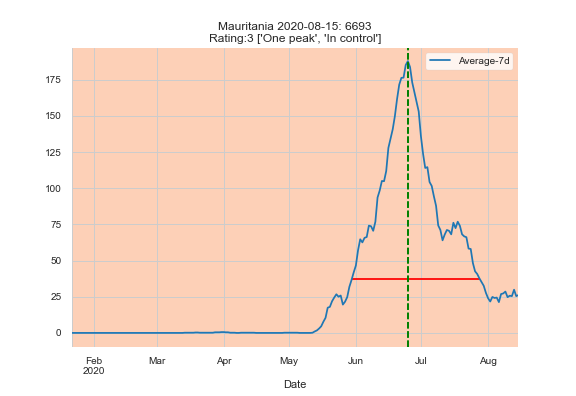 Mauritania 2020-08-15: 6693
Rating:3 ['One peak', 'In control']
Average-7d
175
150
125
100
75
50
25
0
Feb Mar Apr May Jun Jul Aug
2020
Date